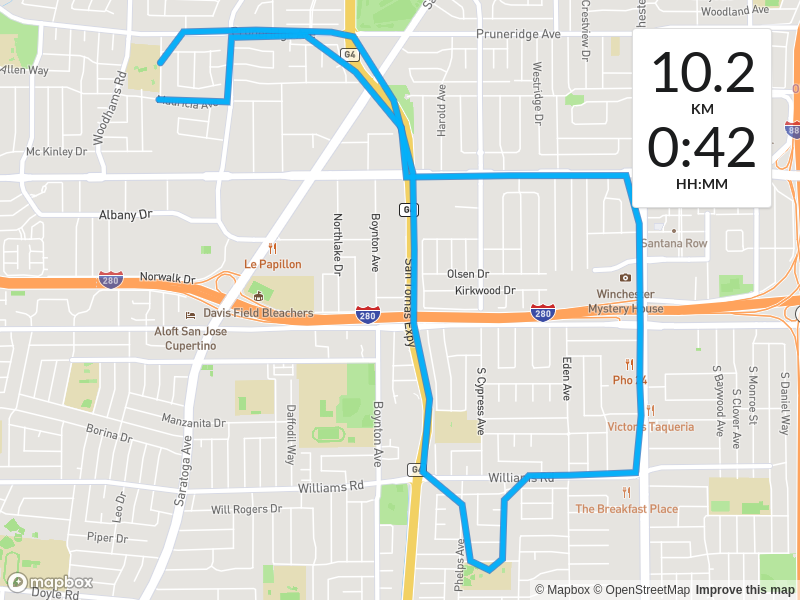 Woodland Ave
Pruneridge Ave
Crestview Dr
G4
Allen Way
Woodhams Rd
Mauricia Ave
Harold Ave
Westridge Dr
10.2
KM
0:42
HH:MM
Mc Kinley Dr
Albany Dr
Northlake Dr
Boynton Ave
Santana Row
Le Papillon
Norwalk Dr
280
Olsen Dr
Kirkwood Dr
Winchester
Mystery House
Davis Field Bleachers
280
280
Aloft San Jose
Cupertino
San Tomas Expy
Pho 24
Eden Ave
S Cypress Ave
S Baywood Ave
S Clover Ave
S Monroe St
S Daniel Way
Manzanita Dr
Borina Dr
Daffodil Way
Boynton Ave
Saratoga Ave
Victor's Taqueria
Williams Rd
Williams Rd
Leo Dr
Will Rogers Dr
The Breakfast Place
Piper Dr
Phelps Ave
Doyle Rd
mapbox
© Mapbox © OpenStreetMap Improve this map